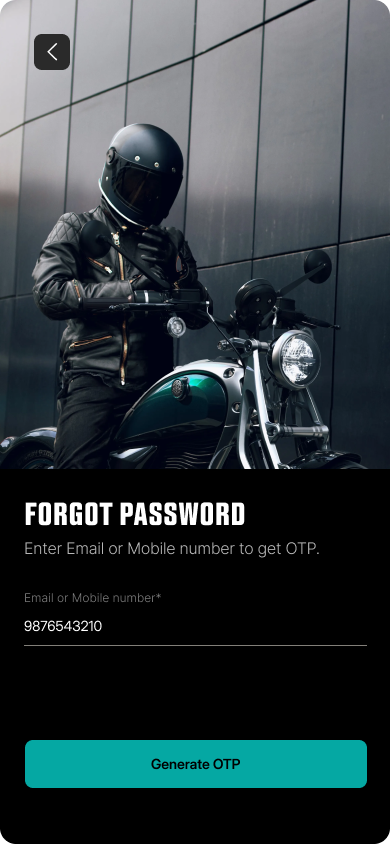 FORGOT PASSWORD
Enter Email or Mobile number to get OTP.
Email or Mobile number*
9876543210
Generate OTP